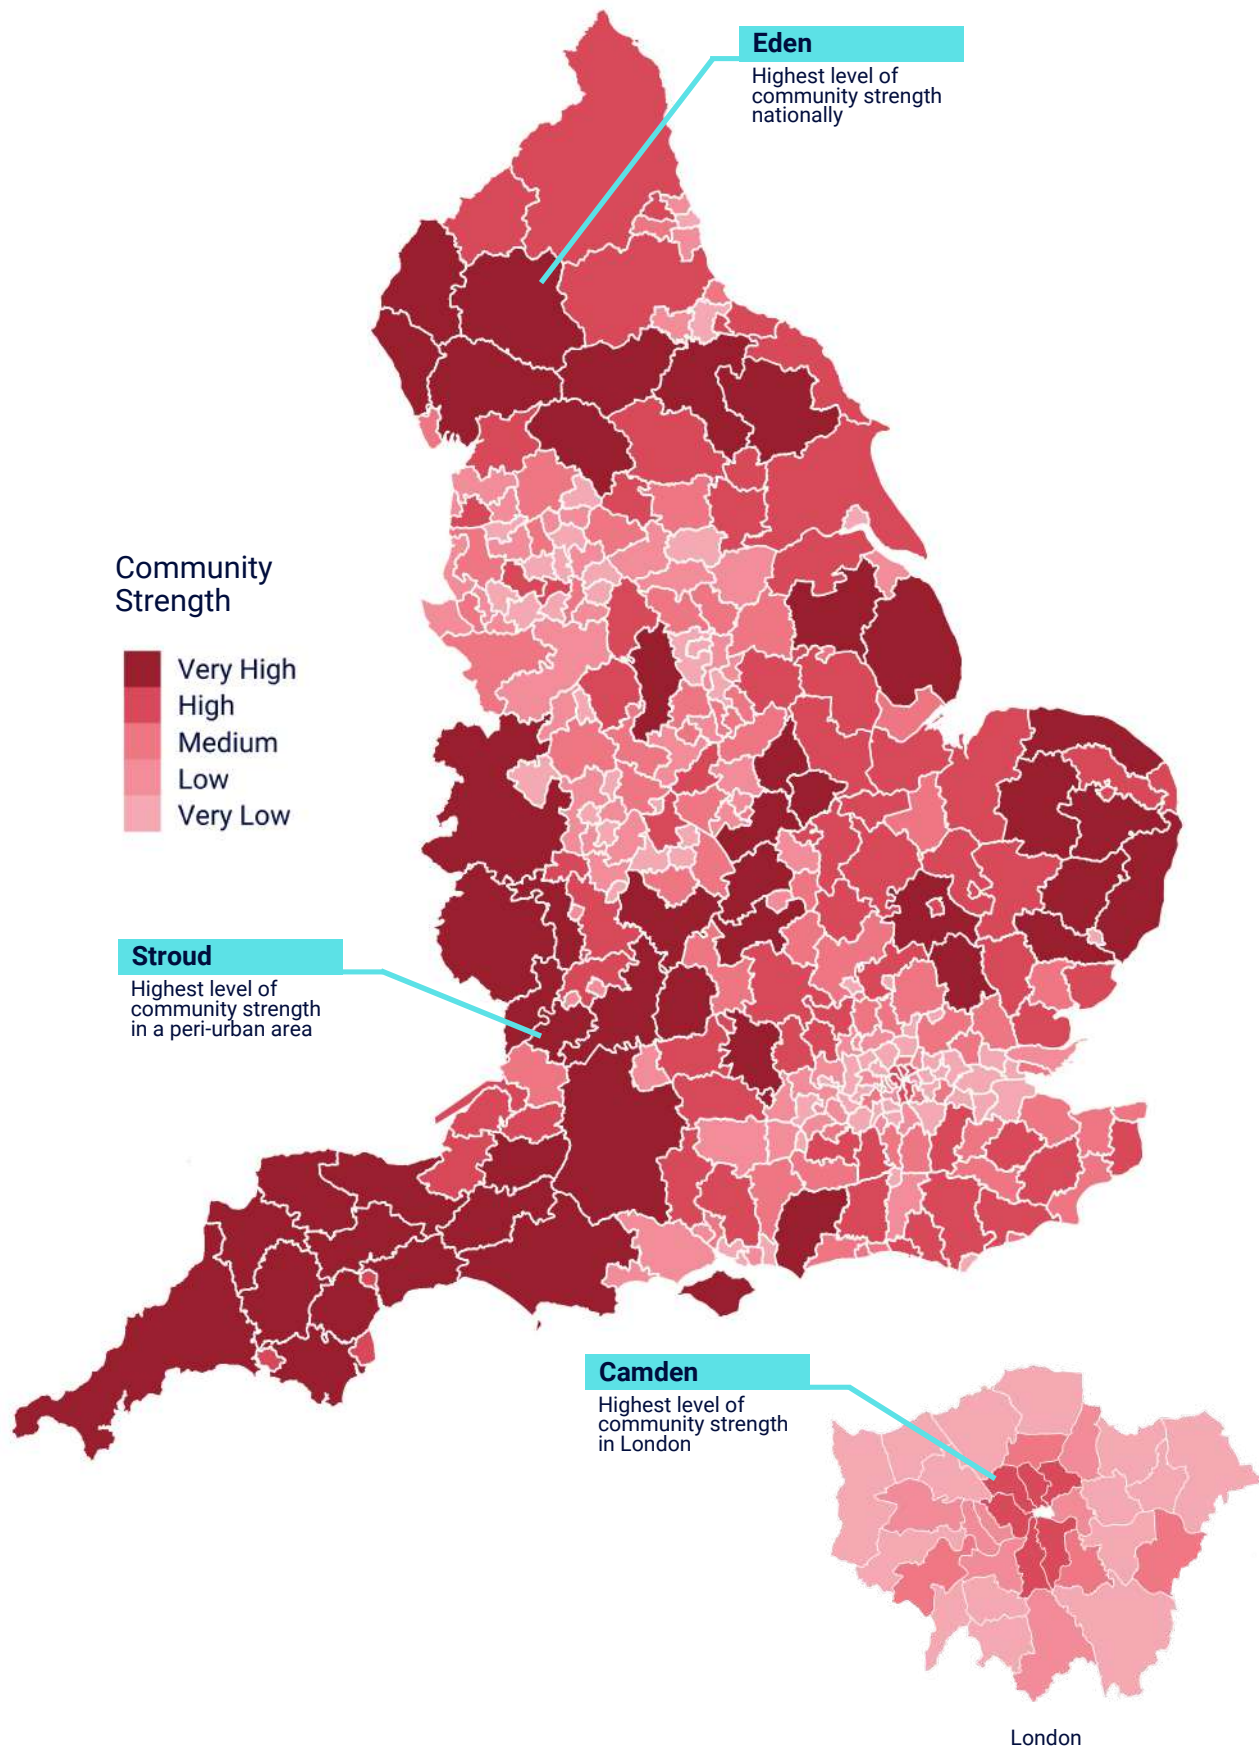 Eden
Highest level of
community strength
nationally
Community
Strength
Very High
High
Medium
Low
Very Low
Stroud
Highest level of
community strength
in a peri-urban area
Camden
Highest level of
community strength
in London
London